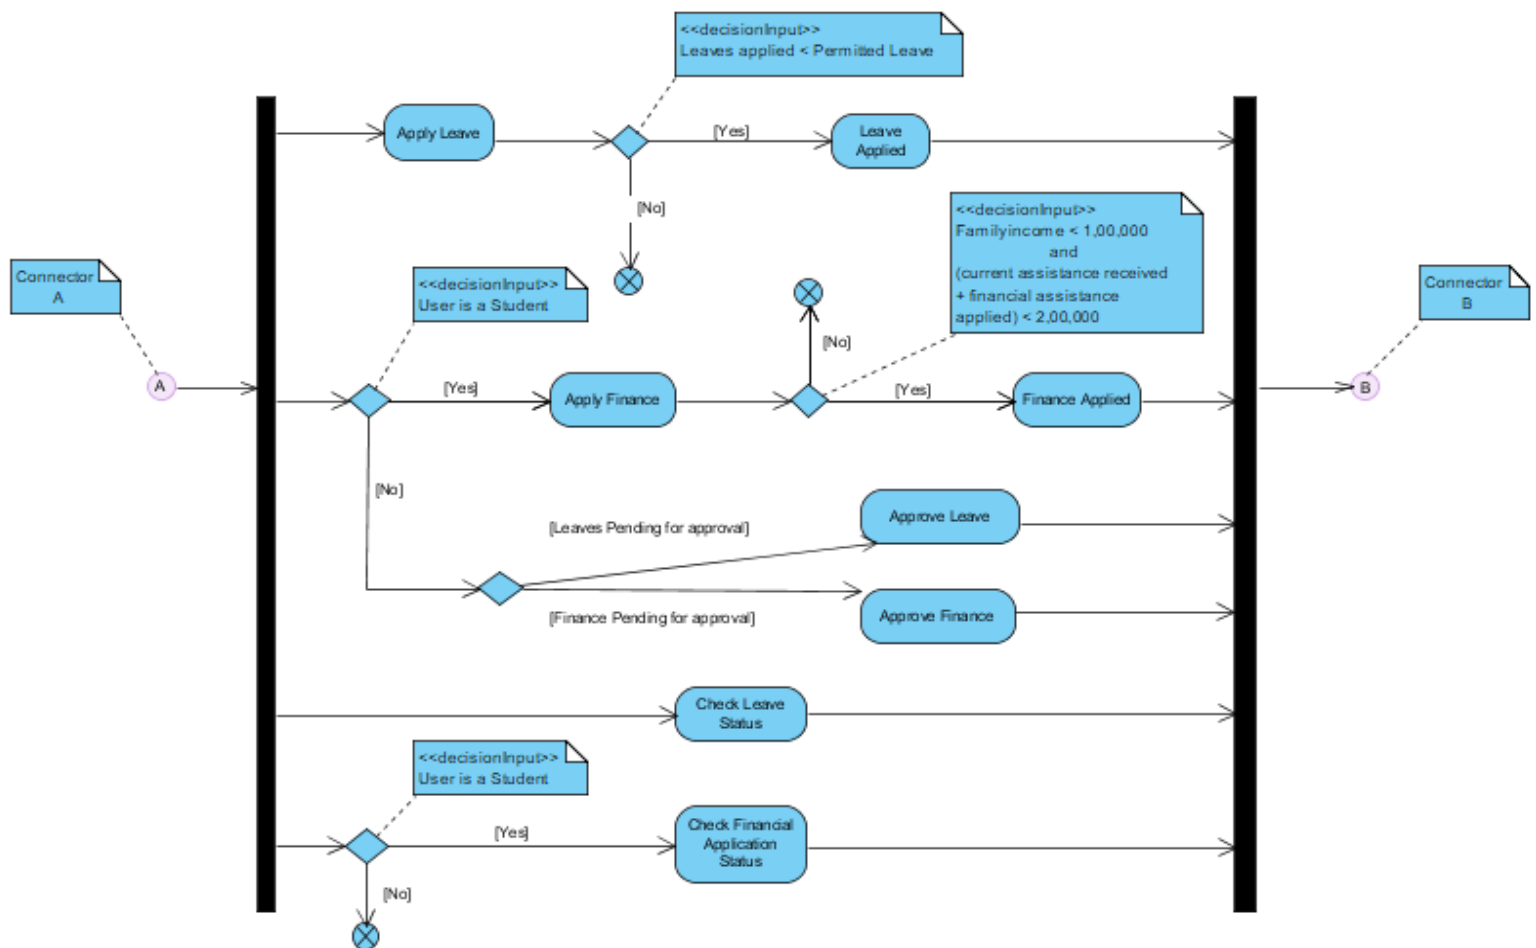 <<decisionInput>>
Leaves applied < Permitted Leave
Apply Leave
[Yes]
Leave
Applied
[No]
<<decisionInput>>
Familyincome < 1,00,000
and
(current assistance received
+ financial assistance
applied) < 2,00,000
Connector
A
<<decisionInput>>
User is a Student
Connector
B
[No]
A
[Yes]
Apply Finance
[Yes]
Finance Applied
B
[No]
[Leaves Pending for approval]
Approve Leave
[Finance Pending for approval]
Approve Finance
Check Leave
Status
<<decisionInput>>
User is a Student
[Yes]
Check Financial
Application
Status
[No]